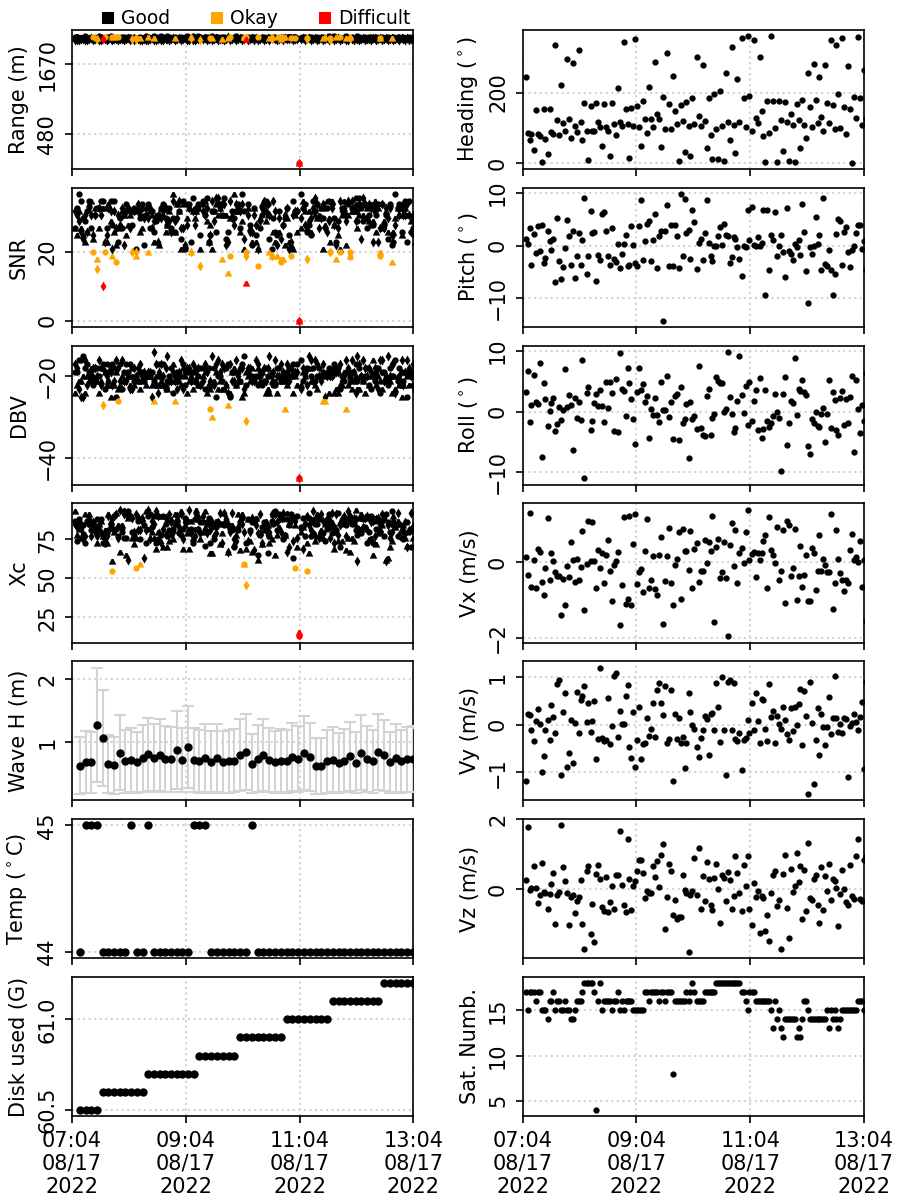 Good Okay Difficult
Range (m)
1670
480
Heading (°)
200
0
SNR
20
0
Pitch (°)
10
0
−10
DBV
−20
−40
Roll (°)
10
0
−10
Xc
75
50
25
Vx (m/s)
0
−2
Wave H (m)
2
1
Vy (m/s)
1
0
−1
Temp (°C)
45
44
Vz (m/s)
2
0
Disk used (G)
61.0
60.5
Sat. Numb.
15
10
5
07:04 09:04 11:04 13:04
08/17 08/17 08/17 08/17
2022 2022 2022 2022
07:04 09:04 11:04 13:04
08/17 08/17 08/17 08/17
2022 2022 2022 2022